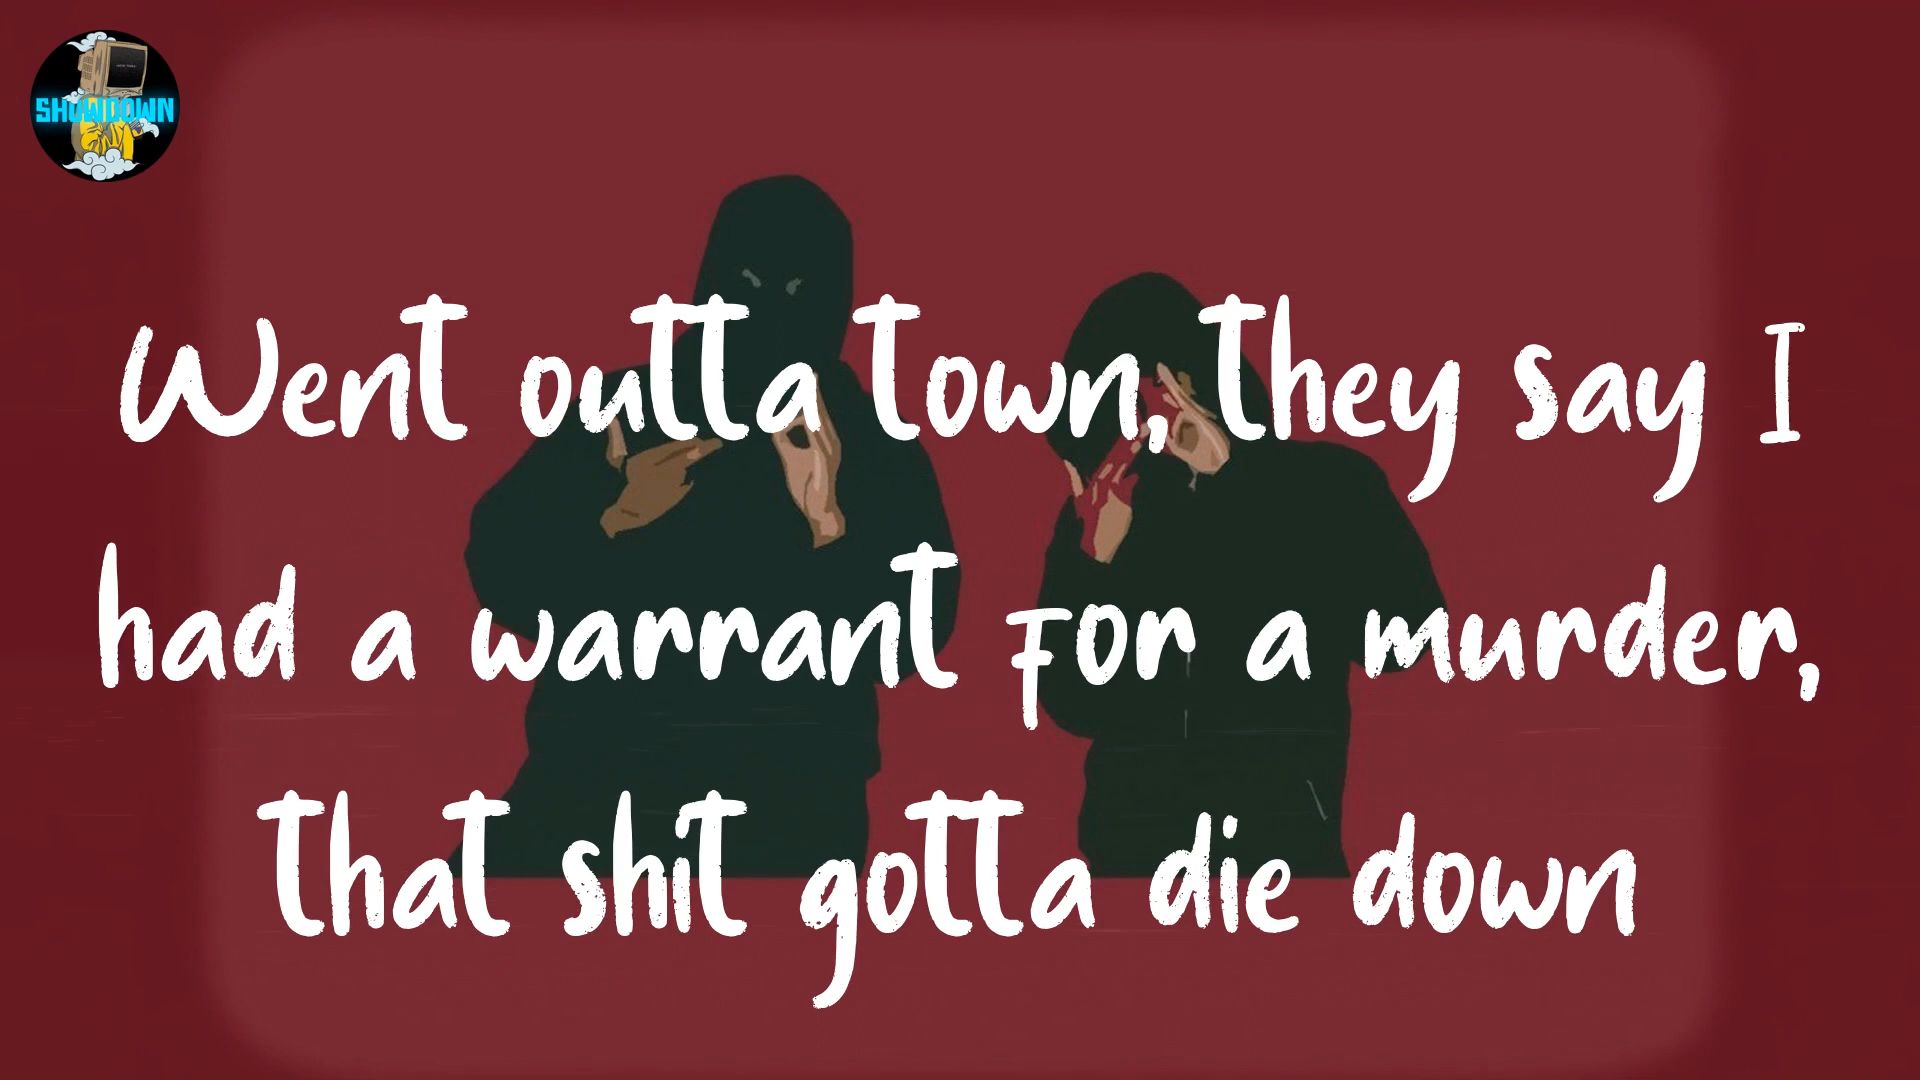 SHOWDOWN
Went outta town, they say I
had a warrant for a murder,
that shit gotta die down